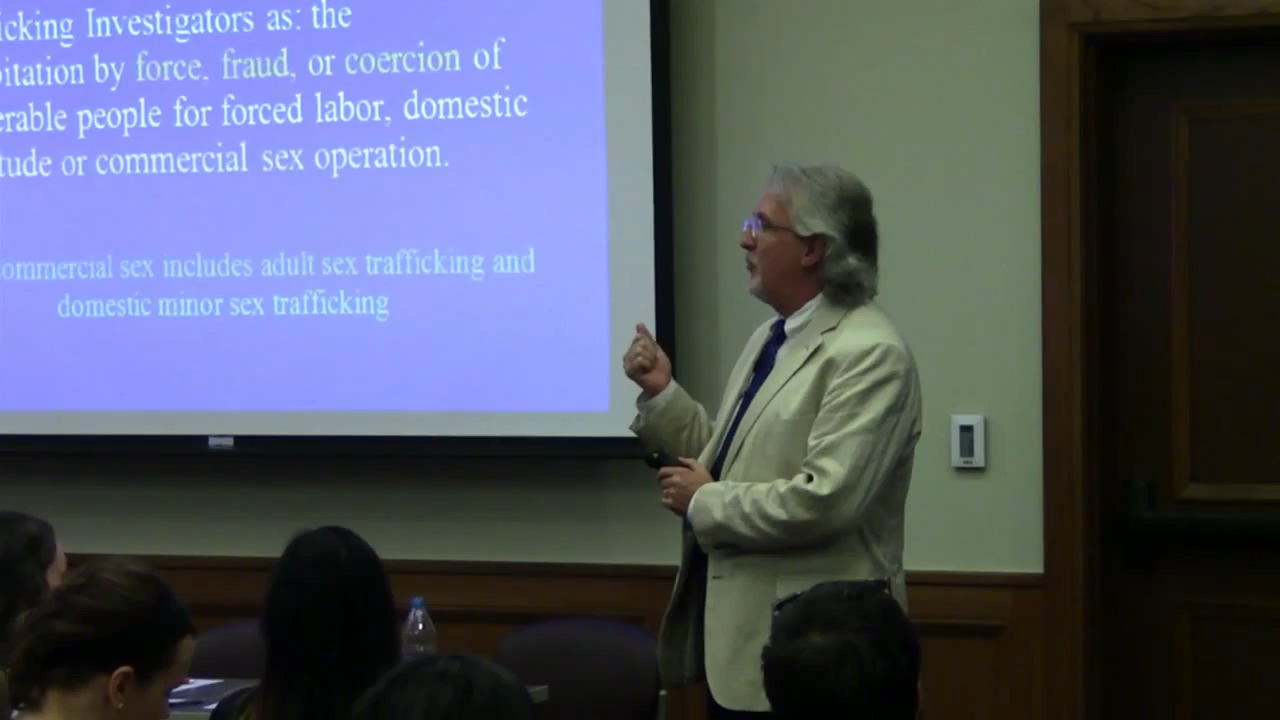 icking Investigators as: the
itation by force, fraud, or coercion of
erable people for forced labor, domestic
tude or commercial sex operation.
ommercial sex includes adult sex trafficking and
domestic minor sex trafficking